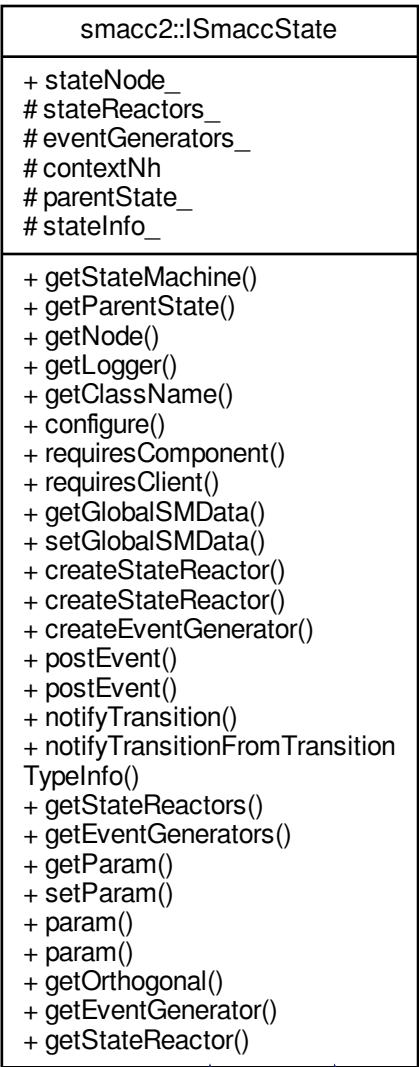 smacc2::ISmaccState
+ stateNode_
# stateReactors_
# eventGenerators_
# contextNh
# parentState_
# stateInfo_
+ getStateMachine()
+ getParentState()
+ getNode()
+ getLogger()
+ getClassName()
+ configure()
+ requiresComponent()
+ requiresClient()
+ getGlobalSMData()
+ setGlobalSMData()
+ createStateReactor()
+ createStateReactor()
+ createEventGenerator()
+ postEvent()
+ postEvent()
+ notifyTransition()
+ notifyTransitionFromTransition
TypeInfo()
+ getStateReactors()
+ getEventGenerators()
+ getParam()
+ setParam()
+ param()
+ param()
+ getOrthogonal()
+ getEventGenerator()
+ getStateReactor()